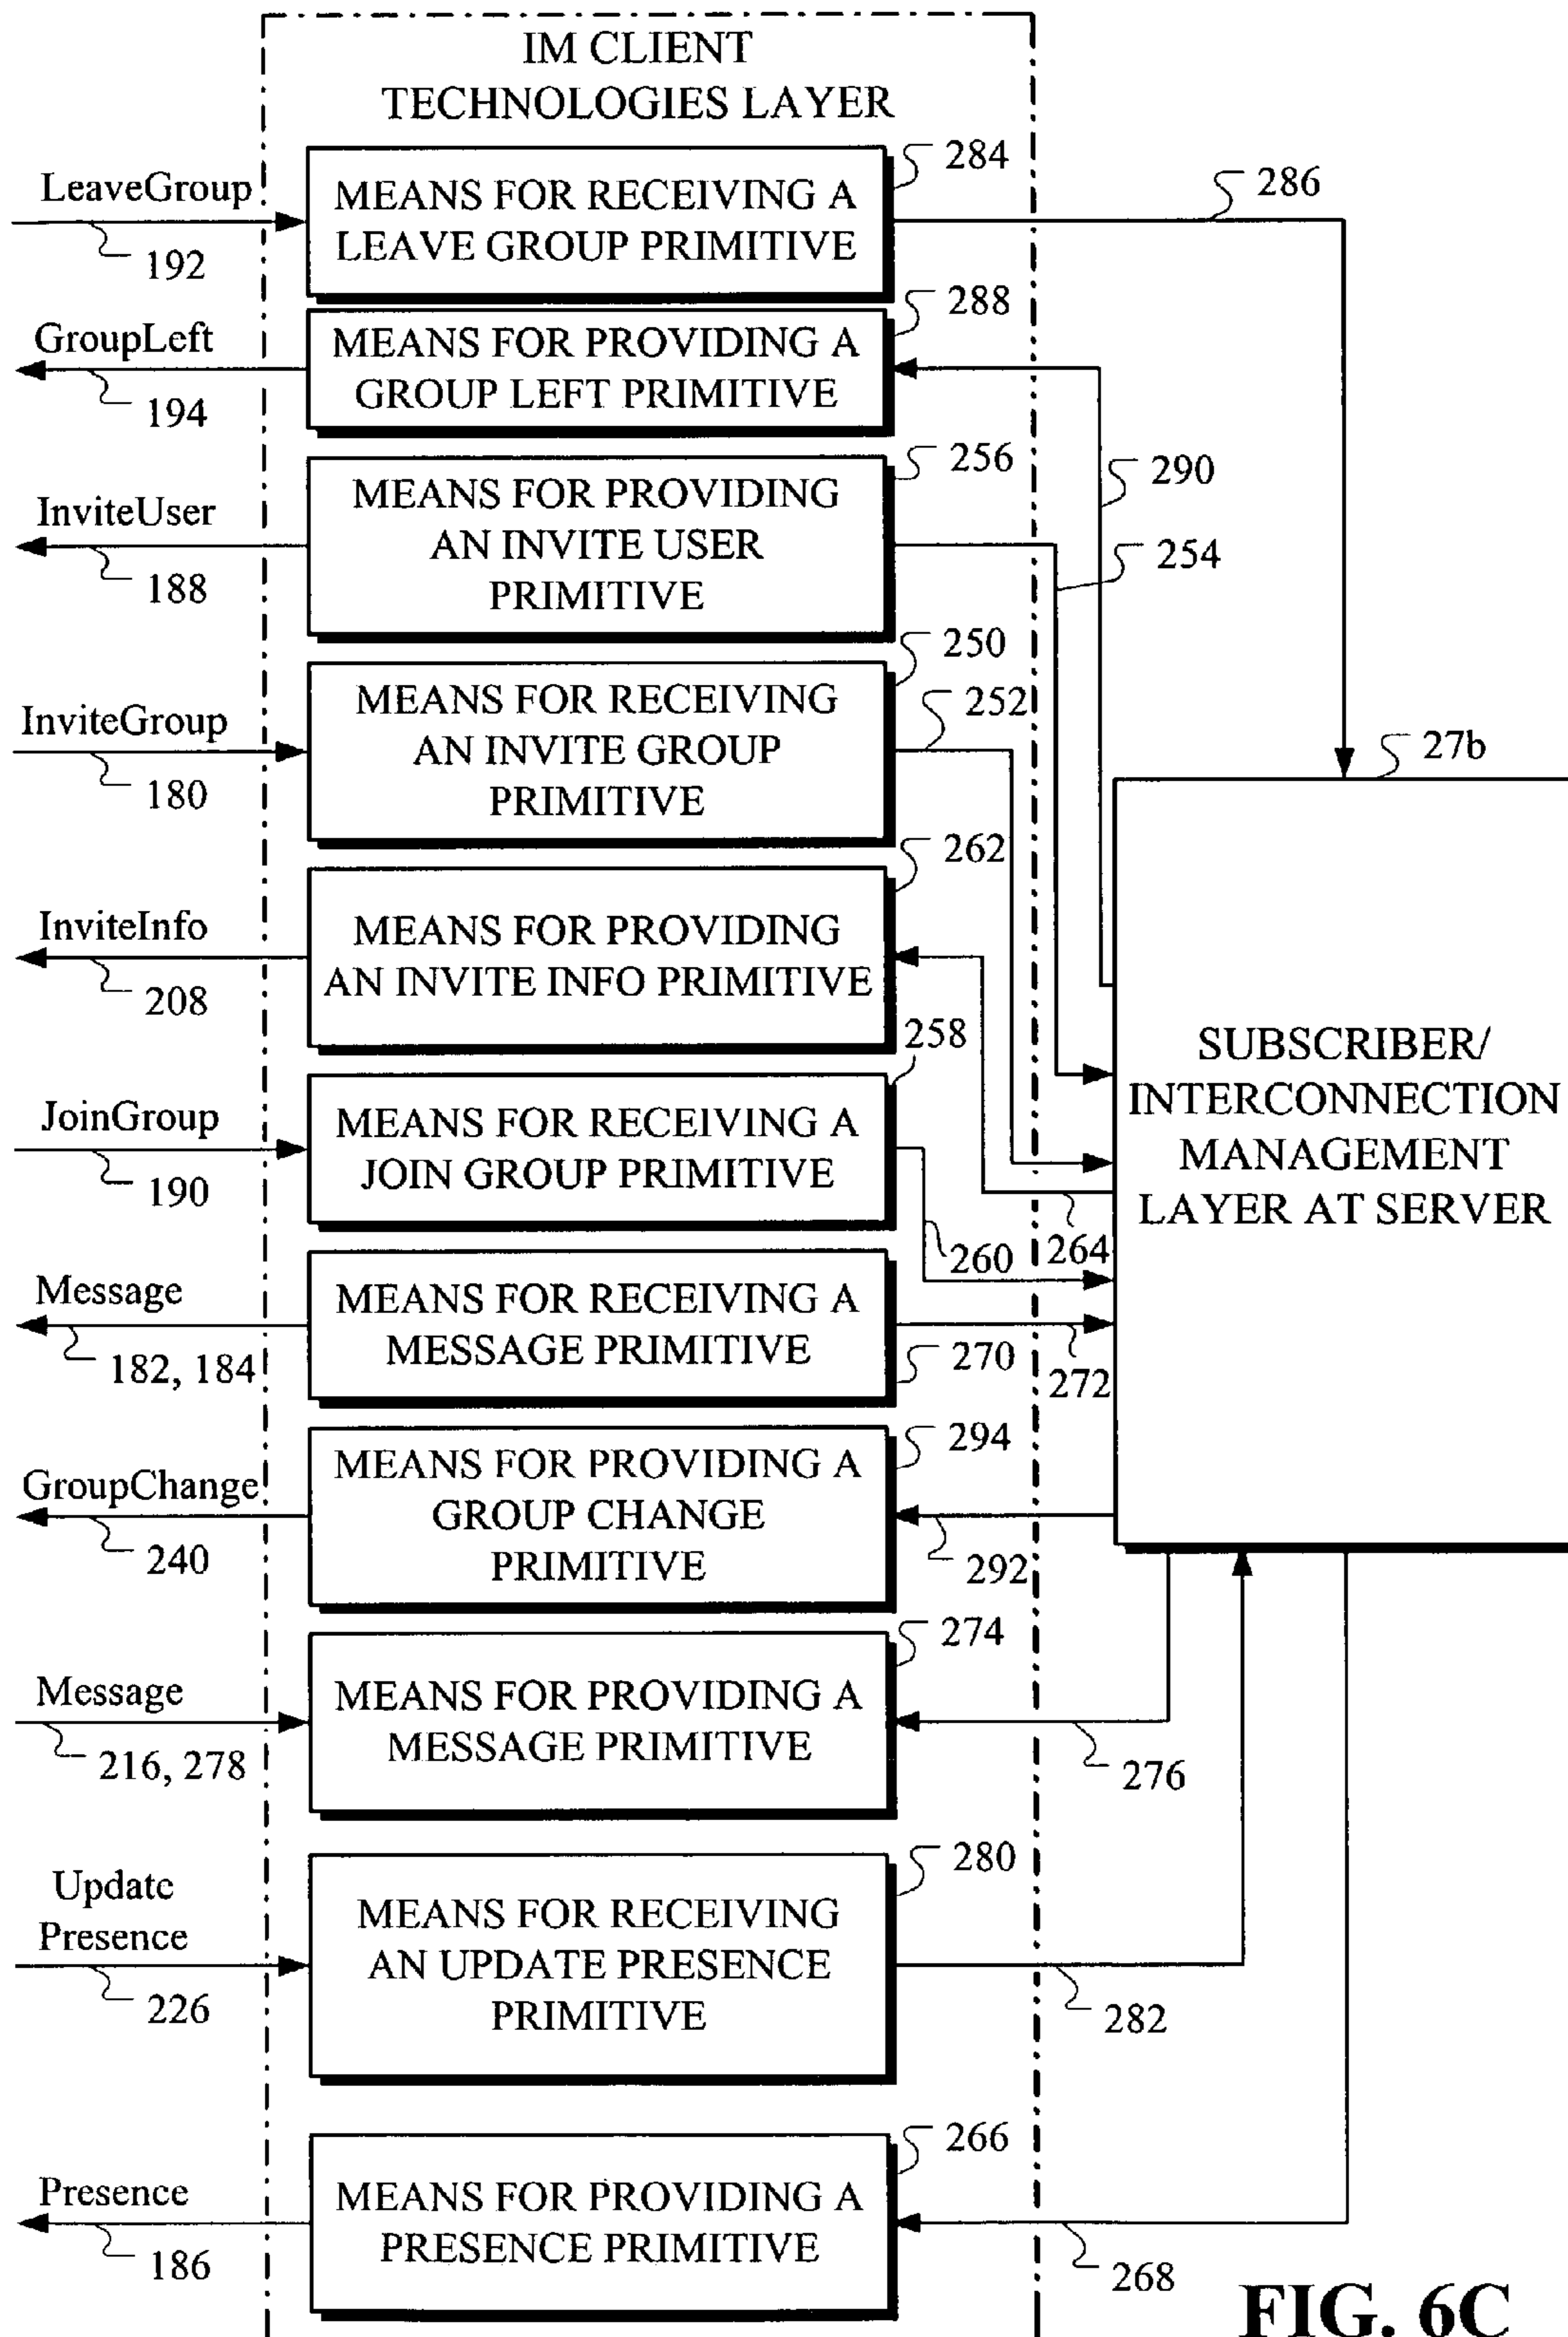 IM CLIENT
TECHNOLOGIES LAYER
LeaveGroup
192
MEANS FOR RECEIVING A
LEAVE GROUP PRIMITIVE
284
286
GroupLeft
194
MEANS FOR PROVIDING A
GROUP LEFT PRIMITIVE
288
290
InviteUser
188
MEANS FOR PROVIDING
AN INVITE USER
PRIMITIVE
256
254
InviteGroup
180
MEANS FOR RECEIVING
AN INVITE GROUP
PRIMITIVE
250
252
27b
InviteInfo
208
MEANS FOR PROVIDING
AN INVITE INFO PRIMITIVE
262
264
SUBSCRIBER/
INTERCONNECTION
MANAGEMENT
LAYER AT SERVER
JoinGroup
190
MEANS FOR RECEIVING A
JOIN GROUP PRIMITIVE
258
260
Message
182, 184
MEANS FOR RECEIVING A
MESSAGE PRIMITIVE
270
272
GroupChange
240
MEANS FOR PROVIDING A
GROUP CHANGE
PRIMITIVE
294
292
Message
216, 278
MEANS FOR PROVIDING A
MESSAGE PRIMITIVE
274
276
Update
Presence
226
MEANS FOR RECEIVING
AN UPDATE PRESENCE
PRIMITIVE
280
282
Presence
186
MEANS FOR PROVIDING A
PRESENCE PRIMITIVE
266
268
FIG. 6C